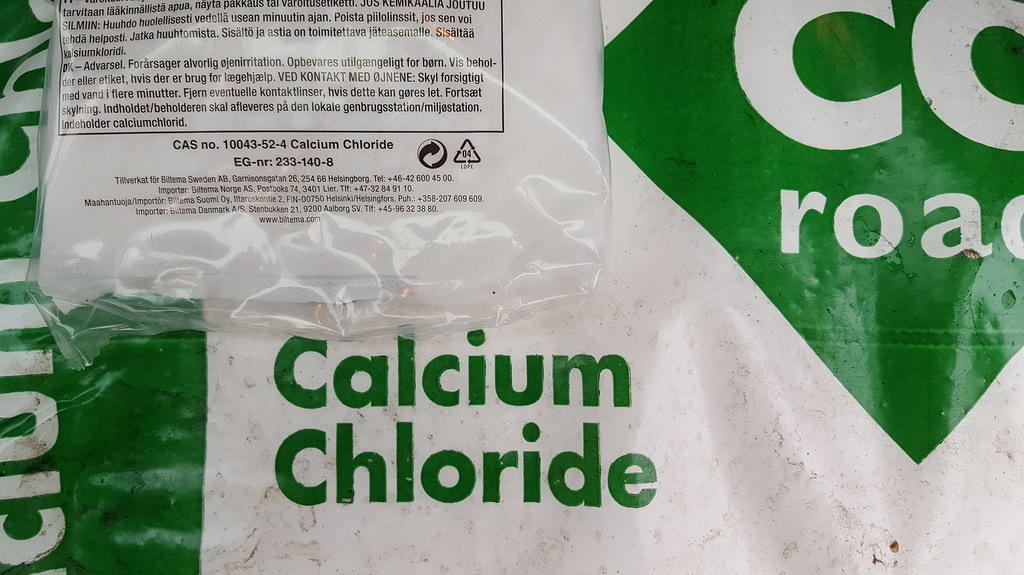 FI – Varoitus.
tarvitaan lääkinnällistä apua, näytä pakkaus tai varoitusetiketti. JOS KEMIKAALIA JOUTUU
SILMIIN: Huuhdo huolellisesti vedellä usean minuutin ajan. Poista piilolinssit, jos sen voi
tehdä helposti. Jatka huuhtomista. Sisältö ja astia on toimitettava jäteasemalle. Sisältää
kalsiumkloridi.
DK – Advarsel. Forårsager alvorlig øjenirritation. Opbevares utilgængeligt for børn. Vis behol-
der eller etiket, hvis der er brug for lægehjælp. VED KONTAKT MED ØJNENE: Skyl forsigtigt
med vand i flere minutter. Fjern eventuelle kontaktlinser, hvis dette kan gøres let. Fortsæt
skylning. Indholdet/beholderen skal afleveres på den lokale genbrugsstation/miljøstation.
Indeholder calciumchlorid.
CAS no. 10043-52-4 Calcium Chloride
EG-nr: 233-140-8
04
LDPE
Tillverkat för Biltema Sweden AB, Garnisonsgatan 26, 254 66 Helsingborg. Tel: +46-42 600 45 00.
Importør: Biltema Norge AS, Postboks 74, 3401 Lier. Tlf: +47-32 84 91 10.
Maahantuoja/Importör: Biltema Suomi Oy, Iltaruskontie 2, FIN-00750 Helsinki/Helsingfors. Puh.: +358-207 609 609.
Importør: Biltema Danmark A/S, Stenbukken 21, 9200 Aalborg SV. Tlf: +45-96 32 38 80.
www.biltema.com
co
road
Calcium
Chloride